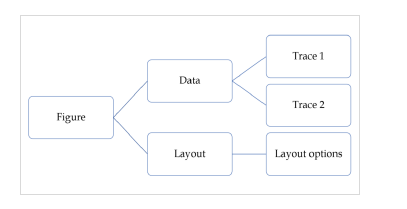 Figure
Data
Trace 1
Trace 2
Layout
Layout options